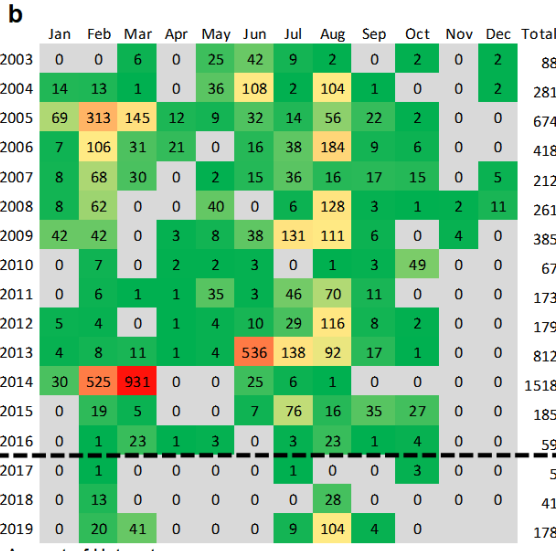 b
Jan Feb Mar Apr May Jun Jul Aug Sep Oct Nov Dec Total
2003 0 0 6 0 25 42 9 2 0 2 0 2 88
2004 14 13 1 0 36 108 2 104 1 0 0 2 281
2005 69 313 145 12 9 32 14 56 22 2 0 0 674
2006 7 106 31 21 0 16 38 184 9 6 0 0 418
2007 8 68 30 0 2 15 36 16 17 15 0 5 212
2008 8 62 0 0 40 0 6 128 3 1 2 11 261
2009 42 42 0 3 8 38 131 111 6 0 4 0 385
2010 0 7 0 2 2 3 0 1 3 49 0 0 67
2011 0 6 1 1 35 3 46 70 11 0 0 0 173
2012 5 4 0 1 4 10 29 116 8 2 0 0 179
2013 4 8 11 1 4 536 138 92 17 1 0 0 812
2014 30 525 931 0 0 25 6 1 0 0 0 0 1518
2015 0 19 5 0 0 7 76 16 35 27 0 0 185
2016 0 1 23 1 3 0 3 23 1 4 0 0 59
2017 0 1 0 0 0 0 1 0 0 3 0 0 5
2018 0 13 0 0 0 0 0 28 0 0 0 0 41
2019 0 20 41 0 0 0 9 104 4 0 178